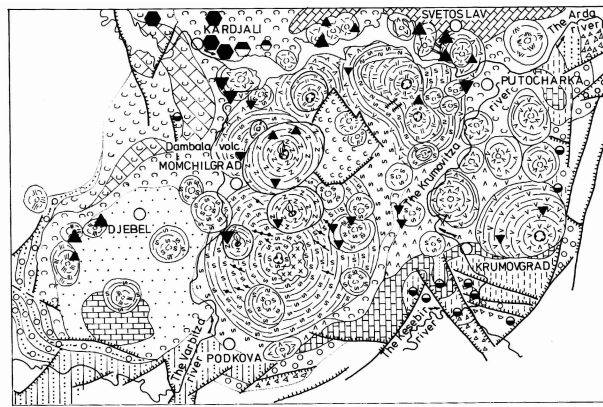 KARDJALI
SVETOSLAV
The Arda
river
PUTOCHARKA
river
Dambala volc.
MOMCHILGRAD
The Krumovitza
DJEBEL
KRUMOVGRAD
The Varbitza
river
PODKOVA
The Kesebir
river